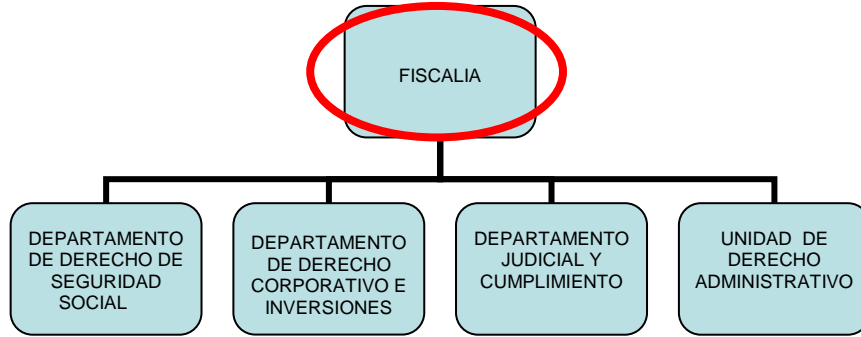 FISCALIA
DEPARTAMENTO
DE DERECHO DE
SEGURIDAD
SOCIAL
DEPARTAMENTO
DE DERECHO
CORPORATIVO E
INVERSIONES
DEPARTAMENTO
JUDICIAL Y
CUMPLIMIENTO
UNIDAD DE
DERECHO
ADMINISTRATIVO